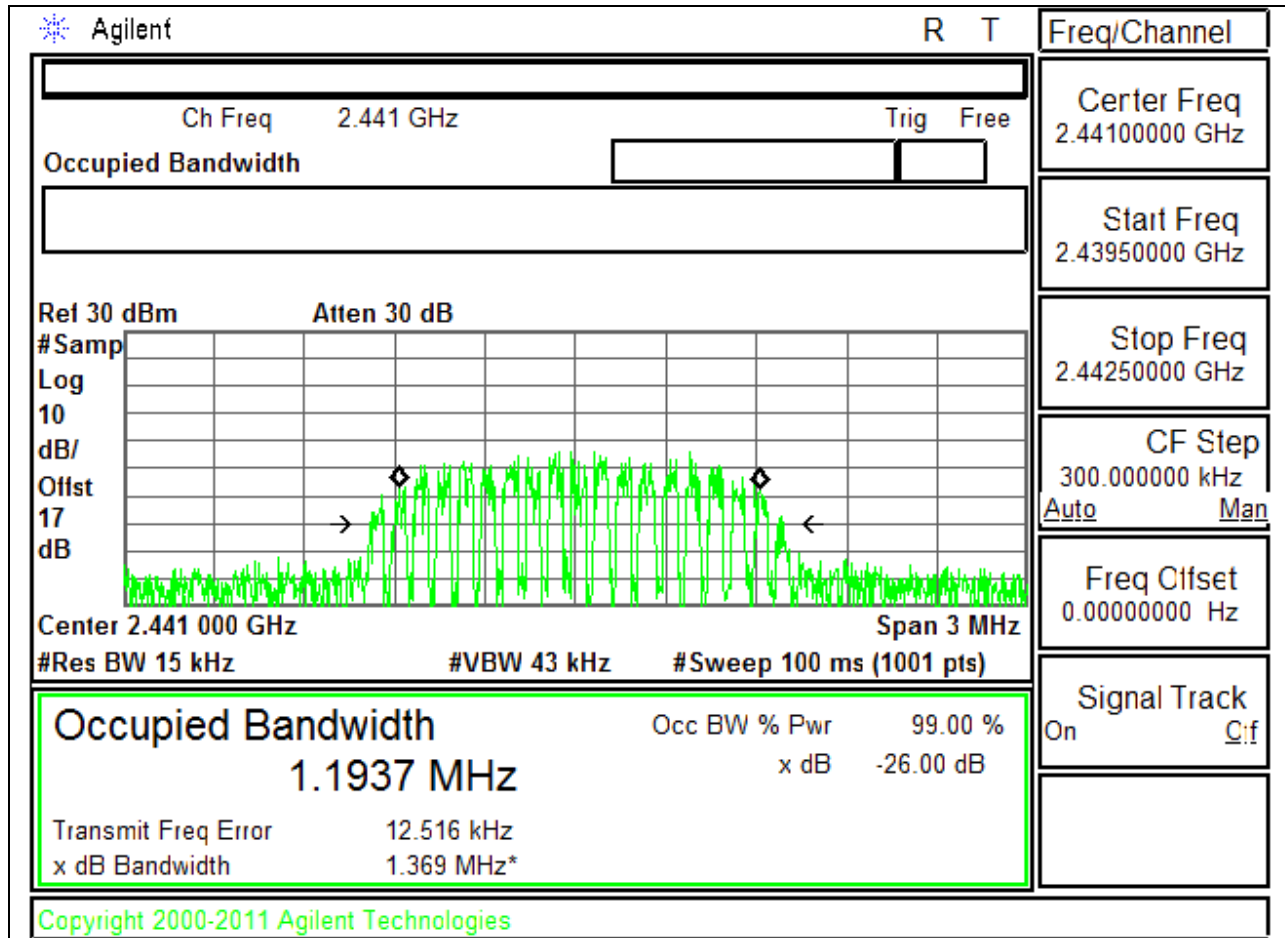 Agilent R T
Freq/Channel
Ch Freq 2.441 GHz Trig Free
Occupied Bandwidth
Center Freq
2.44100000 GHz
Start Freq
2.43950000 GHz
Stop Freq
2.44250000 GHz
CF Step
300.000000 kHz
Auto Man
Freq Offset
0.00000000 Hz
Signal Track
On Off
Ref 30 dBm Atten 30 dB
#Samp
Log
10
dB/
Offst
17
dB
Center 2.441 000 GHz Span 3 MHz
#Res BW 15 kHz #VBW 43 kHz #Sweep 100 ms (1001 pts)
Occupied Bandwidth
1.1937 MHz
Occ BW % Pwr 99.00 %
x dB -26.00 dB
Transmit Freq Error 12.516 kHz
x dB Bandwidth 1.369 MHz*
Copyright 2000-2011 Agilent Technologies